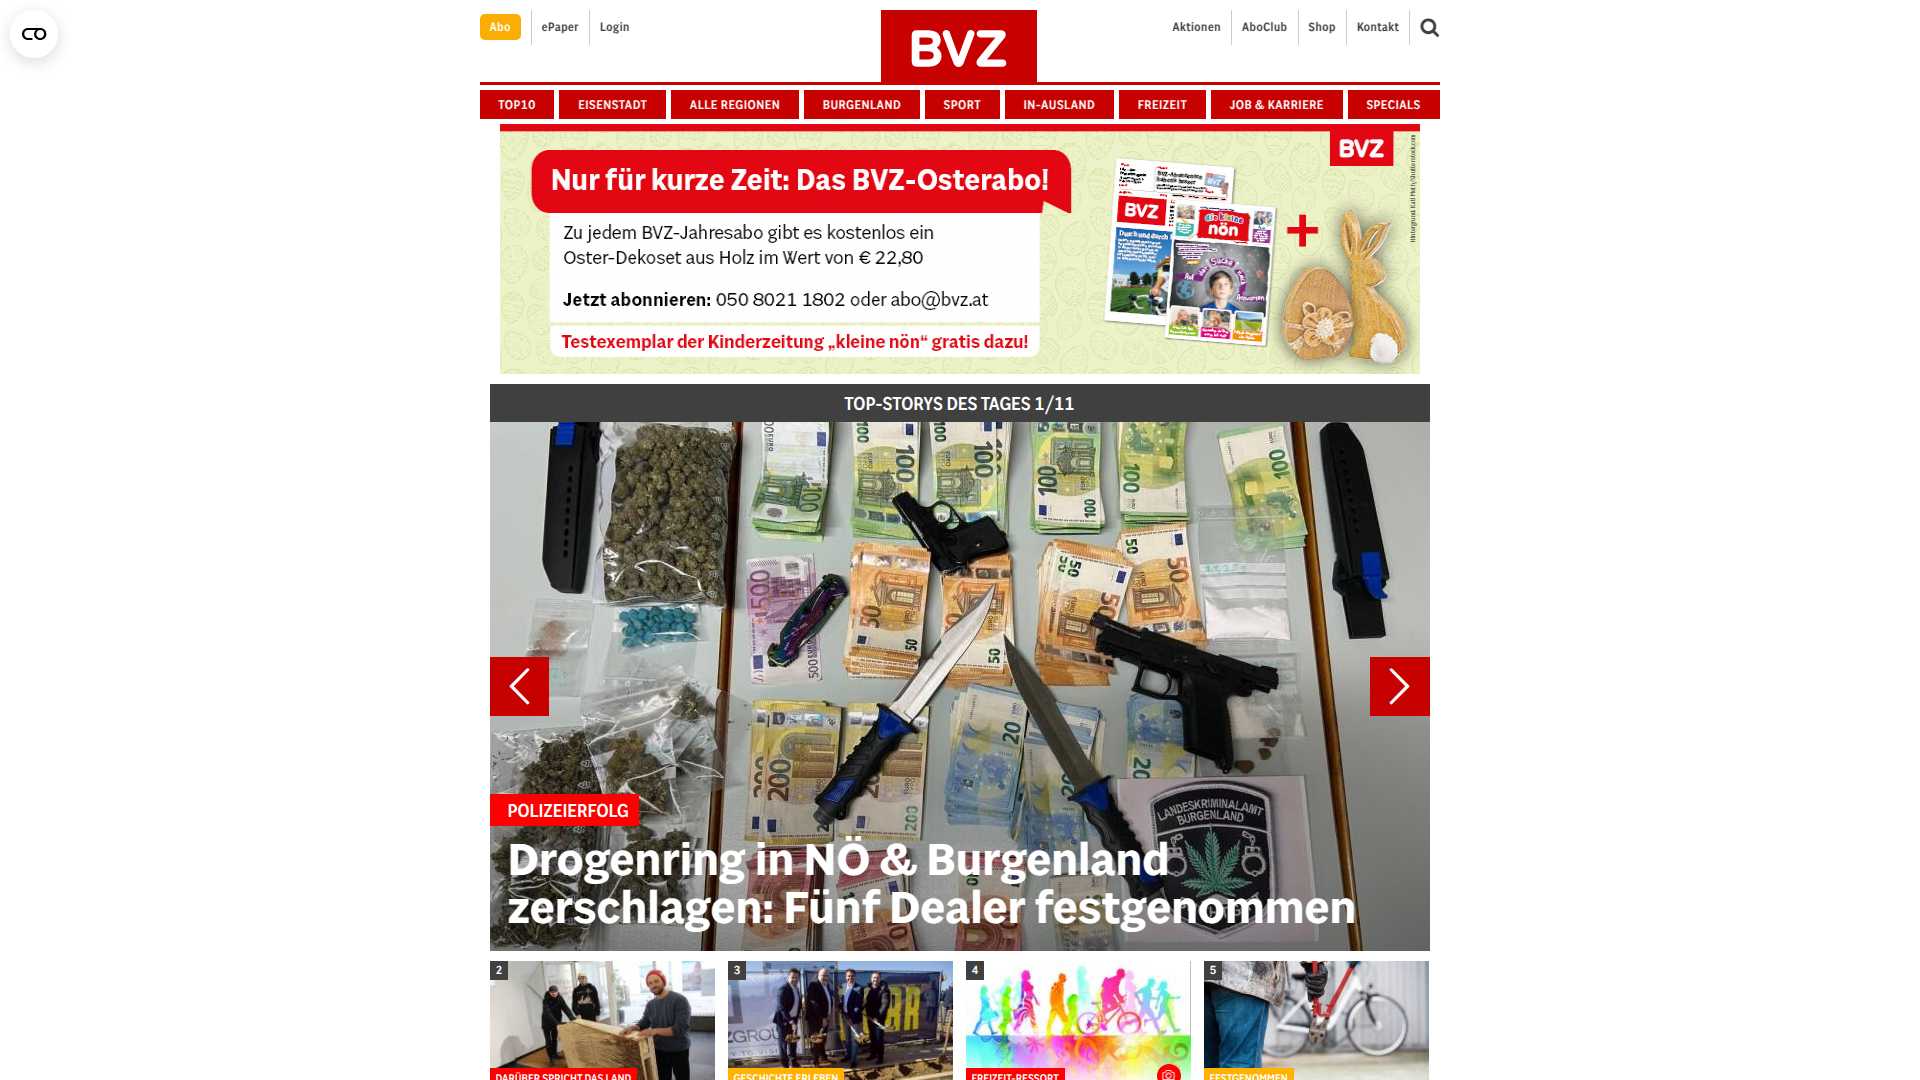 Abo
ePaper
Login
BVZ
Aktionen
AboClub
Shop
Kontakt
TOP10
EISENSTADT
ALLE REGIONEN
BURGENLAND
SPORT
IN-AUSLAND
FREIZEIT
JOB & KARRIERE
SPECIALS
Nur für kurze Zeit: Das BVZ-Osterabo!
Zu jedem BVZ-Jahresabo gibt es kostenlos ein
Oster-Dekoset aus Holz im Wert von € 22,80
Jetzt abonnieren: 050 8021 1802 oder abo@bvz.at
Testexemplar der Kinderzeitung „kleine nön“ gratis dazu!
BVZ
BVZ
die kleine
nön
+
TOP-STORYS DES TAGES 1/11
LANDESKRIMINALAMT
BURGENLAND
POLIZEIERFOLG
Drogenring in NÖ & Burgenland
zerschlagen: Fünf Dealer festgenommen
2
3
4
5
DARÜBER SPRICHT DAS LAND
GESCHICHTE ERLEBEN
FREIZEIT-RESSORT
FESTGENOMMEN